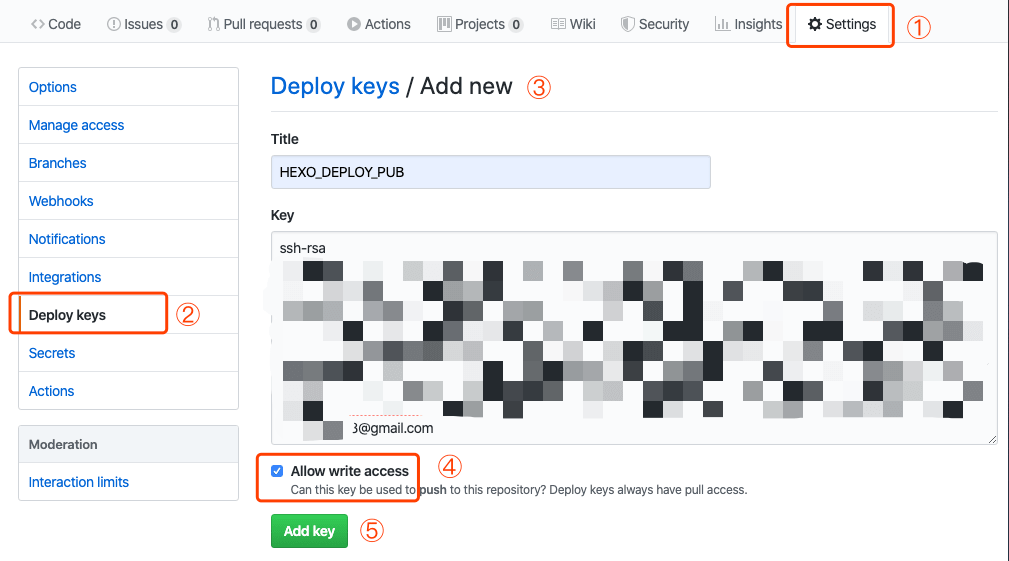 Code Issues 0 Pull requests 0 Actions Projects 0 Wiki Security Insights Settings ①
Options
Manage access
Branches
Webhooks
Notifications
Integrations
Deploy keys ②
Secrets
Actions
Moderation
Interaction limits
Deploy keys / Add new ③
Title
HEXO_DEPLOY_PUB
Key
ssh-rsa
3@gmail.com
Allow write access ④
Can this key be used to push to this repository? Deploy keys always have pull access.
Add key ⑤